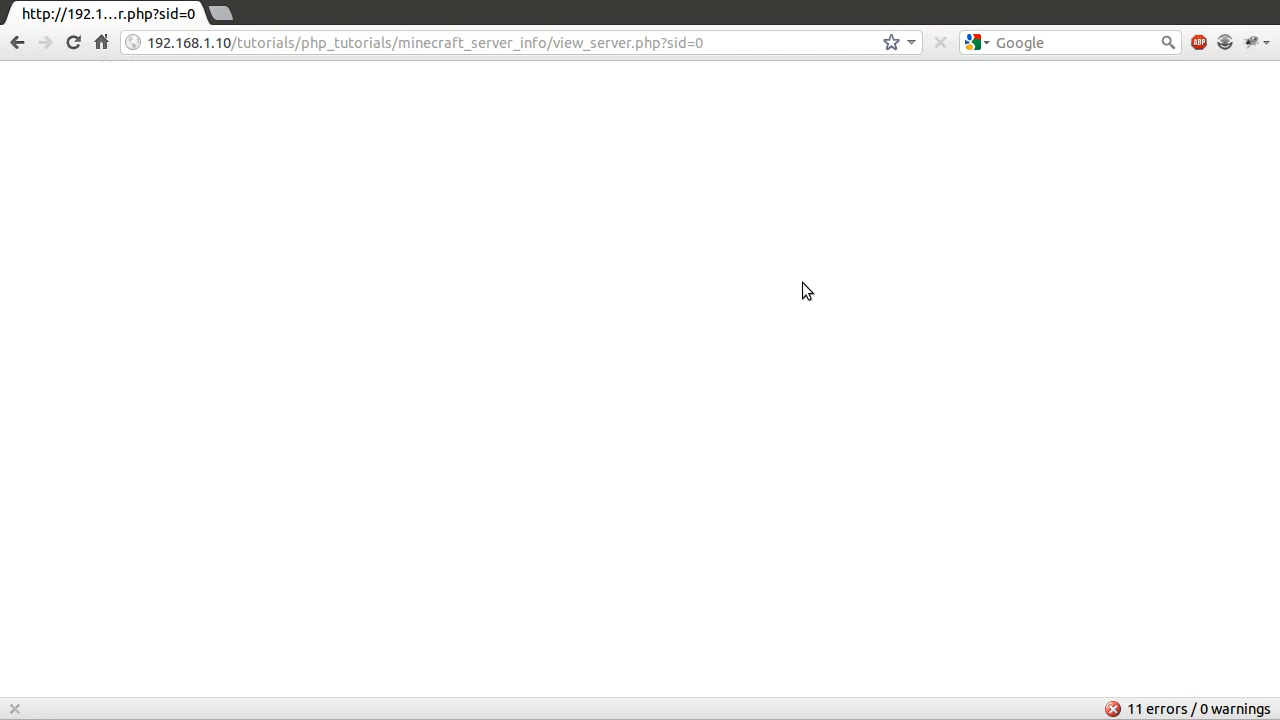 http://192.1...r.php?sid=0
192.168.1.10/tutorials/php_tutorials/minecraft_server_info/view_server.php?sid=0
Google
ABP
11 errors / 0 warnings